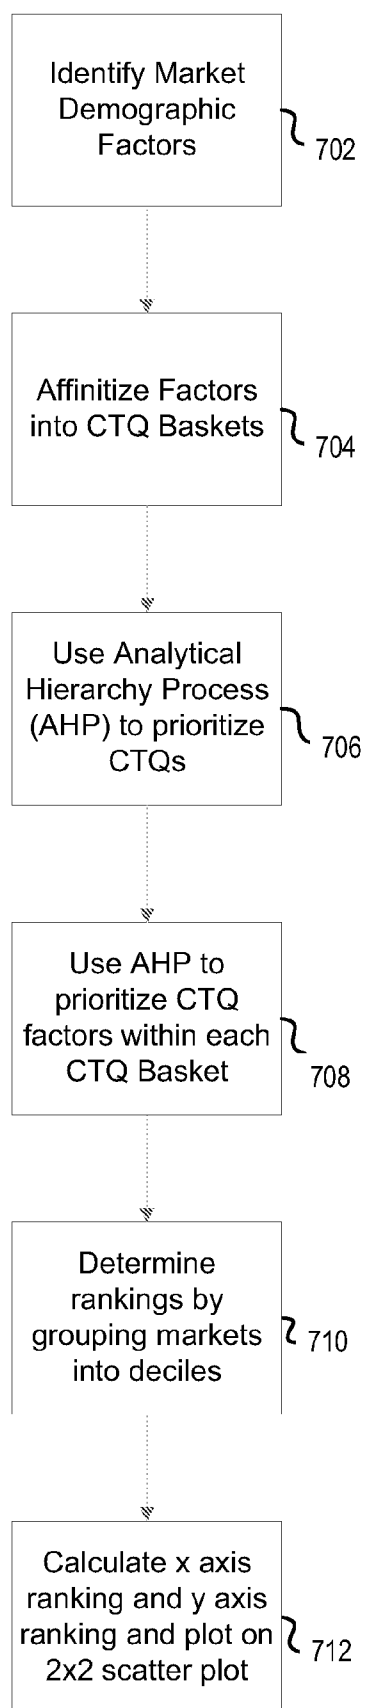 Identify Market
Demographic
Factors
702
Affinitize Factors
into CTQ Baskets
704
Use Analytical
Hierarchy Process
(AHP) to prioritize
CTQs
706
Use AHP to
prioritize CTQ
factors within each
CTQ Basket
708
Determine
rankings by
grouping markets
into deciles
710
Calculate x axis
ranking and y axis
ranking and plot on
2x2 scatter plot
712